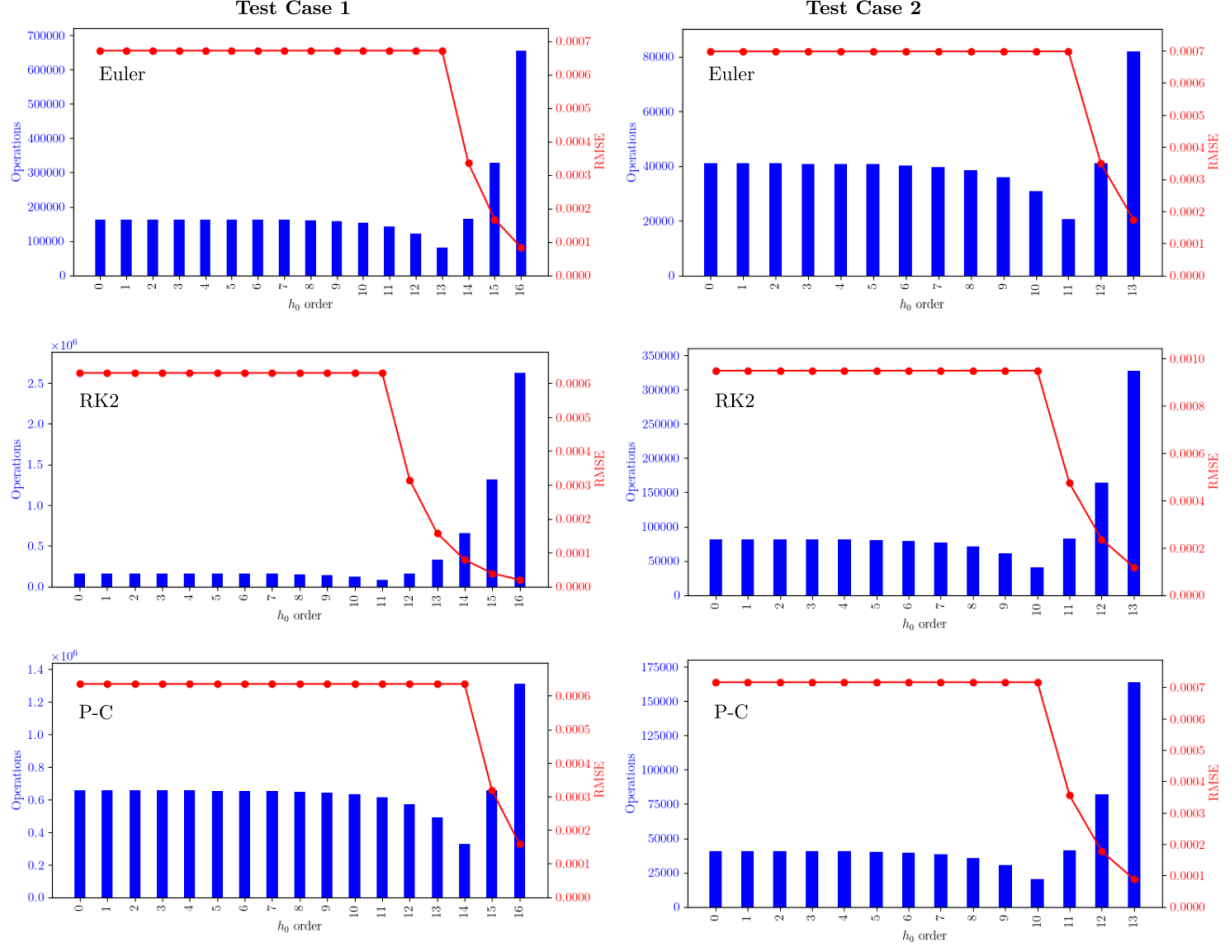 Test Case 1
Test Case 2
700000
600000
500000
400000
300000
200000
100000
0
Operations
Euler
0.0007
0.0006
0.0005
0.0004
0.0003
0.0002
0.0001
0.0000
RMSE
0 1 2 3 4 5 6 7 8 9 10 11 12 13 14 15 16
h₀ order
80000
60000
40000
20000
0
Operations
Euler
0.0007
0.0006
0.0005
0.0004
0.0003
0.0002
0.0001
0.0000
RMSE
0 1 2 3 4 5 6 7 8 9 10 11 12 13
h₀ order
×10⁶
2.5
2.0
1.5
1.0
0.5
0.0
Operations
RK2
0.0006
0.0005
0.0004
0.0003
0.0002
0.0001
0.0000
RMSE
0 1 2 3 4 5 6 7 8 9 10 11 12 13 14 15 16
h₀ order
350000
300000
250000
200000
150000
100000
50000
0
Operations
RK2
0.0010
0.0008
0.0006
0.0004
0.0002
0.0000
RMSE
0 1 2 3 4 5 6 7 8 9 10 11 12 13
h₀ order
×10⁶
1.4
1.2
1.0
0.8
0.6
0.4
0.2
0.0
Operations
P-C
0.0006
0.0005
0.0004
0.0003
0.0002
0.0001
0.0000
RMSE
0 1 2 3 4 5 6 7 8 9 10 11 12 13 14 15 16
h₀ order
175000
150000
125000
100000
75000
50000
25000
0
Operations
P-C
0.0007
0.0006
0.0005
0.0004
0.0003
0.0002
0.0001
0.0000
RMSE
0 1 2 3 4 5 6 7 8 9 10 11 12 13
h₀ order